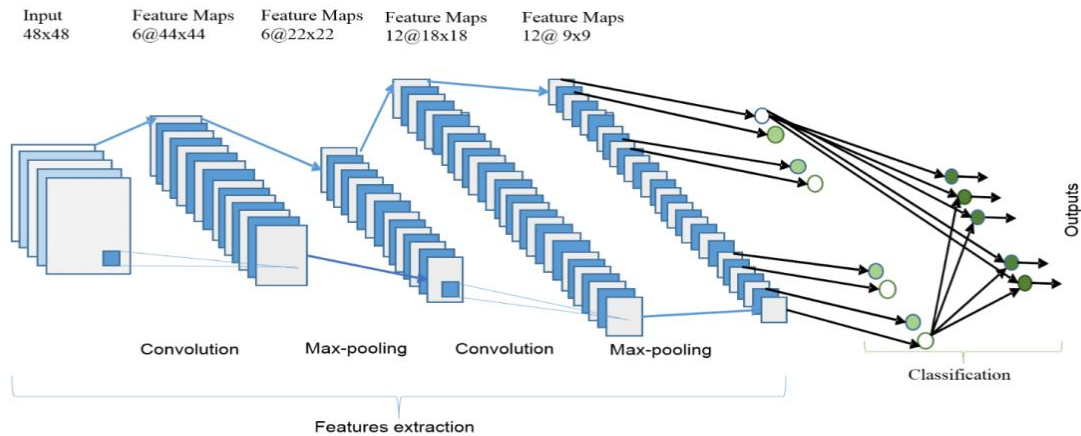 Input
48x48
Feature Maps
6@44x44
Feature Maps
6@22x22
Feature Maps
12@18x18
Feature Maps
12@ 9x9
Outputs
Convolution
Max-pooling
Convolution
Max-pooling
Classification
Features extraction